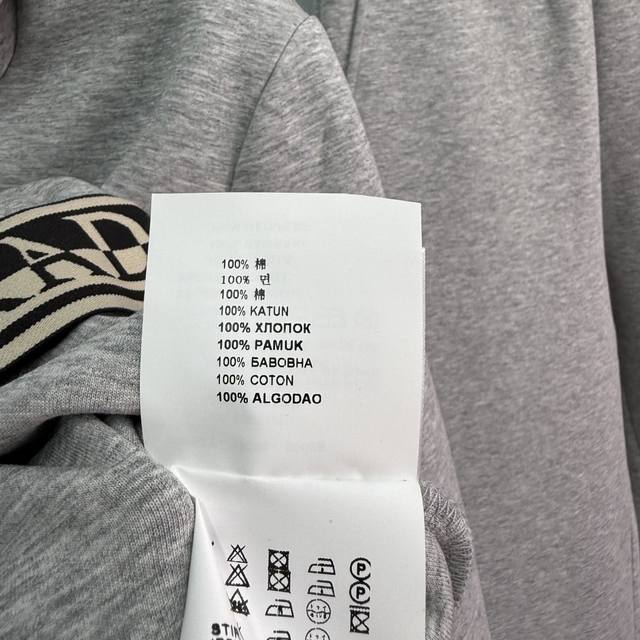 100% 棉
100% 면
100% 棉
100% KATUN
100% ХЛОПОК
100% PAMUK
100% БАВОВНА
100% COTON
100% ALGODAO